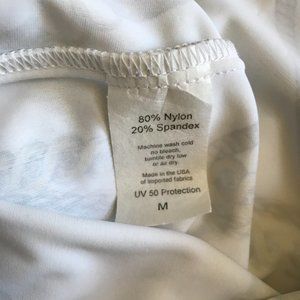 80% Nylon
20% Spandex
Machine wash cold
no bleach,
tumble dry low
or air dry.
Made in the USA
of imported fabrics
UV 50 Protection
M